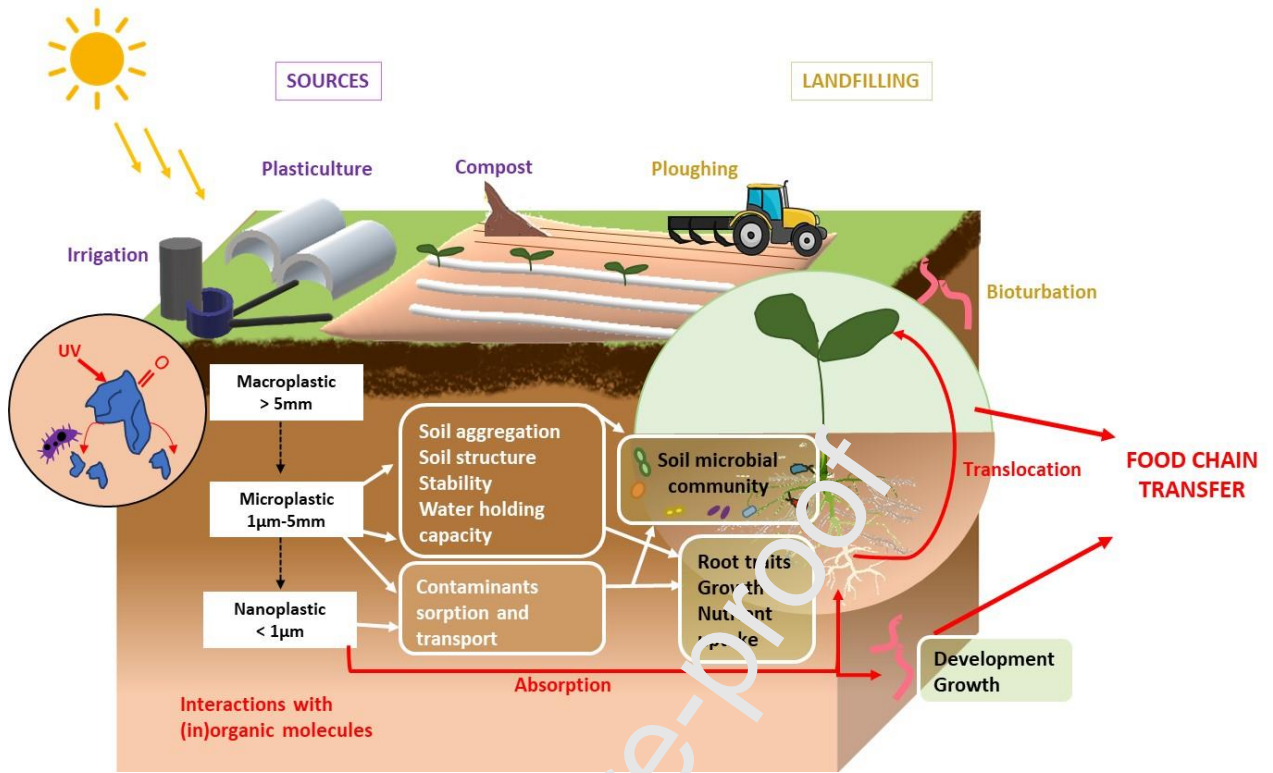 SOURCES
LANDFILLING
Plasticulture
Compost
Ploughing
Irrigation
Bioturbation
UV
O
Macroplastic
> 5mm
Microplastic
1µm-5mm
Nanoplastic
< 1µm
Soil aggregation
Soil structure
Stability
Water holding
capacity
Contaminants
sorption and
transport
Soil microbial
community
Root traits
Growth
Nutrient
uptake
Translocation
FOOD CHAIN
TRANSFER
Absorption
Development
Growth
Interactions with
(in)organic molecules
e-proof